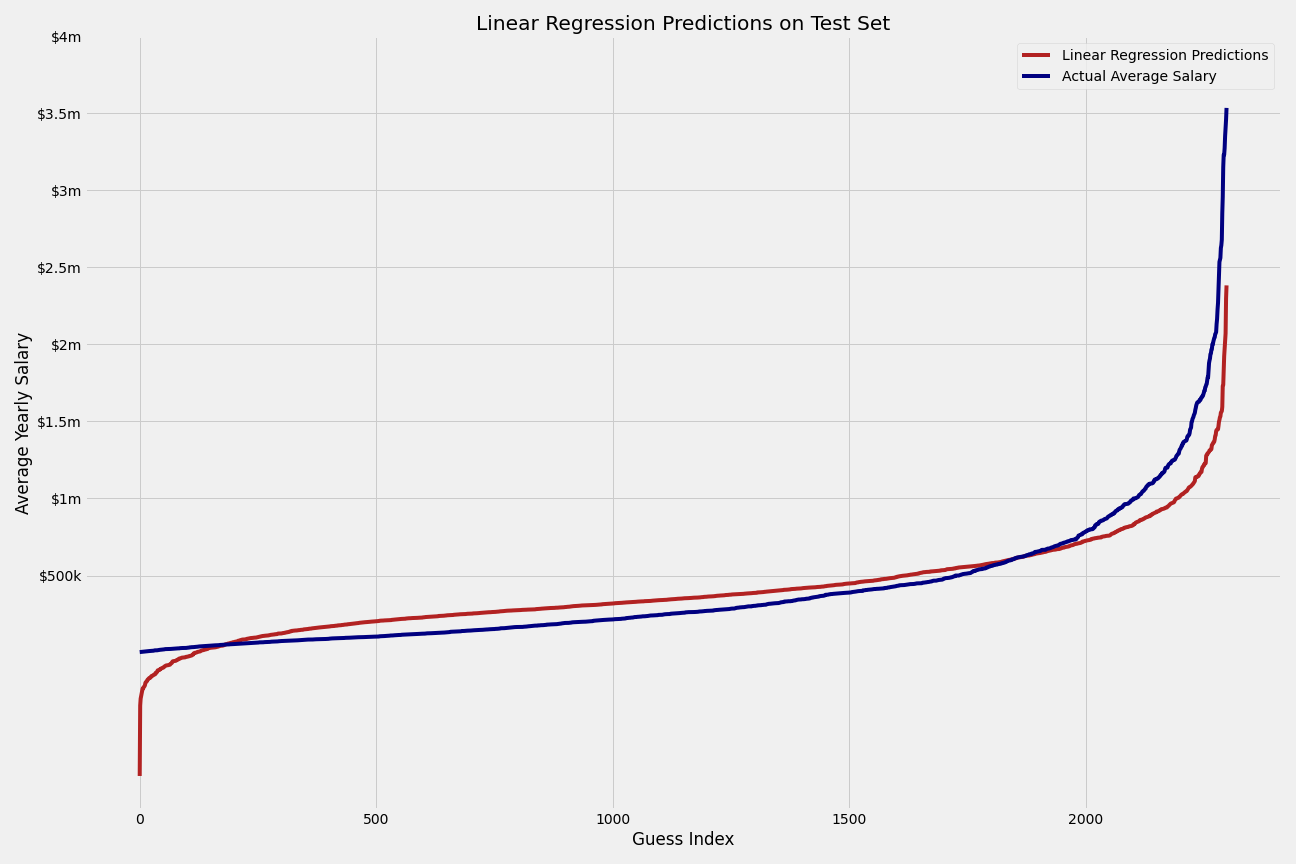 Linear Regression Predictions on Test Set
Linear Regression Predictions
Actual Average Salary
Average Yearly Salary
$4m
$3.5m
$3m
$2.5m
$2m
$1.5m
$1m
$500k
0
500
1000
1500
2000
Guess Index